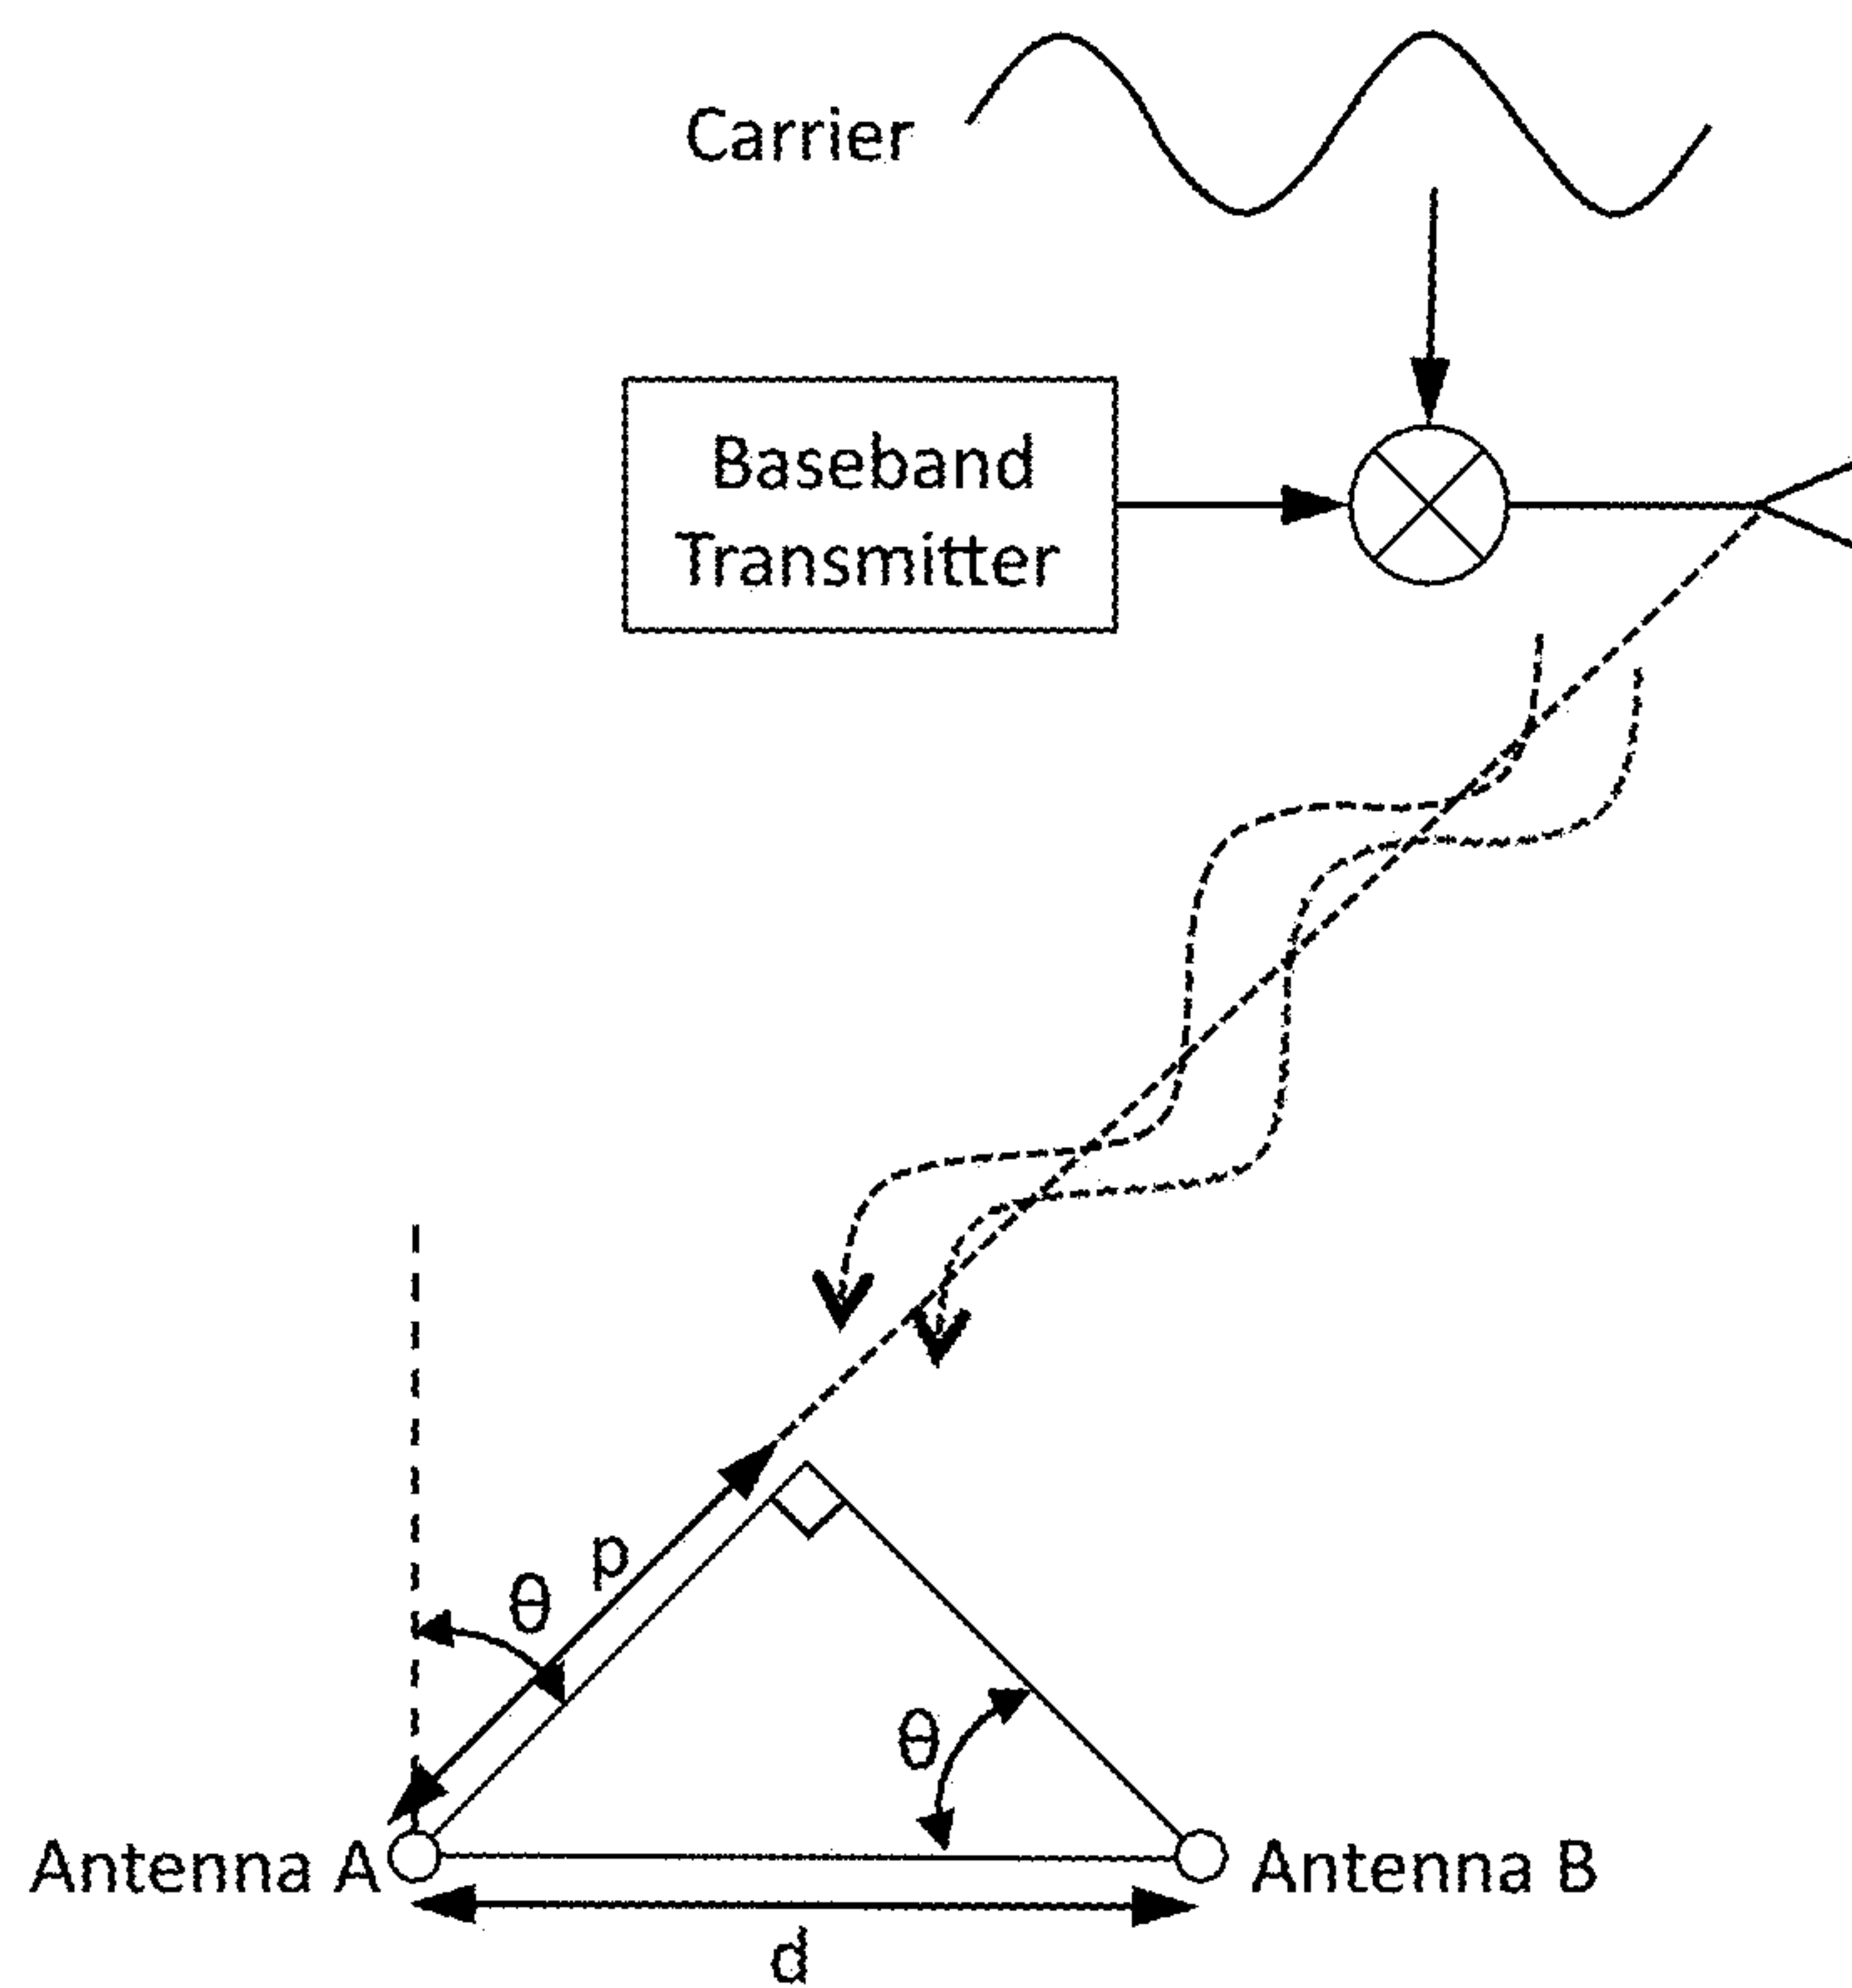 Carrier
Baseband
Transmitter
p
θ
θ
Antenna A
Antenna B
d